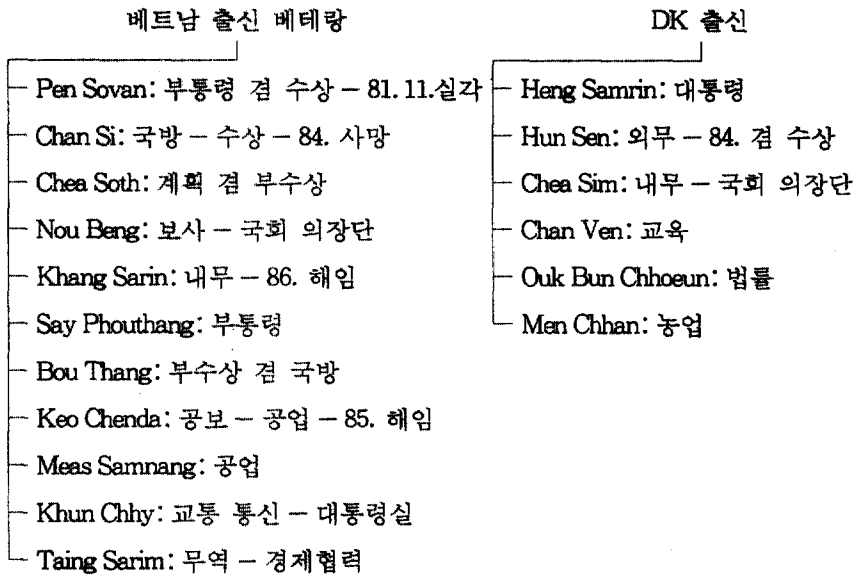 베트남 출신 베테랑
Pen Sovan: 부통령 겸 수상 – 81. 11.실각
Chan Si: 국방 – 수상 – 84. 사망
Chea Soth: 계획 겸 부수상
Nou Beng: 보사 – 국회 의장단
Khang Sarin: 내무 – 86. 해임
Say Phouthang: 부통령
Bou Thang: 부수상 겸 국방
Keo Chenda: 공보 – 공업 – 85. 해임
Meas Samnang: 공업
Khun Chhy: 교통 통신 – 대통령실
Taing Sarim: 무역 – 경제협력
DK 출신
Heng Samrin: 대통령
Hun Sen: 외무 – 84. 겸 수상
Chea Sim: 내무 – 국회 의장단
Chan Ven: 교육
Ouk Bun Chhoeun: 법률
Men Chhan: 농업